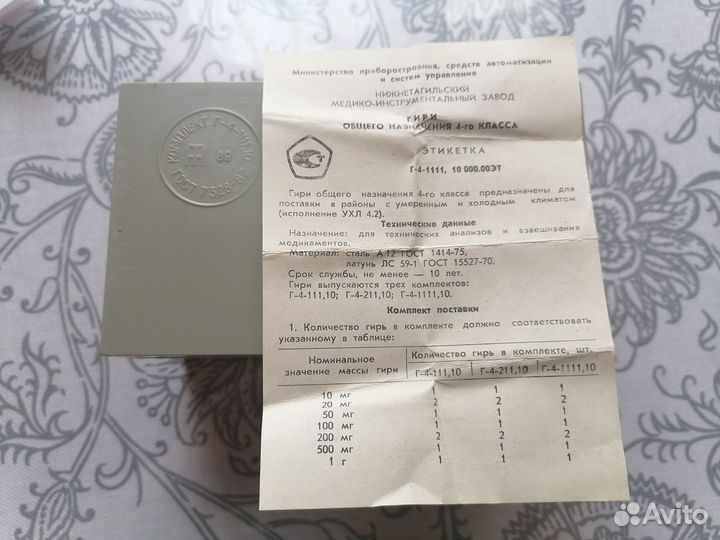 КОМПЛЕКТ Г-4-1111,10
89
ГОСТ 7328-82
Министерство приборостроения, средств автоматизации
и систем управления
НИЖНЕТАГИЛЬСКИЙ
МЕДИКО-ИНСТРУМЕНТАЛЬНЫЙ ЗАВОД
ГИРИ
ОБЩЕГО НАЗНАЧЕНИЯ 4-го КЛАССА
ЭТИКЕТКА
Г-4-1111, 10 000.00ЭТ
Гири общего назначения 4-го класса предназначены для
поставки в районы с умеренным и холодным климатом
(исполнение УХЛ 4.2).
Технические данные
Назначение: для технических анализов и взвешивания
медикаментов.
Материал: сталь А12 ГОСТ 1414-75,
латунь ЛС 59-1 ГОСТ 15527-70.
Срок службы, не менее — 10 лет.
Гири выпускаются трех комплектов:
Г-4-111,10; Г-4-211,10; Г-4-1111,10.
Комплект поставки
1. Количество гирь в комплекте должно соответствовать
указанному в таблице:
Номинальное значение массы гири Количество гирь в комплекте, шт.
Г-4-111,10 Г-4-211,10 Г-4-1111,10
10 мг 1 1 1
20 мг 2 2 2
50 мг 1 1 1
100 мг 1 1 1
200 мг 2 2 2
500 мг 1 1 1
1 г 1 1 1
Avito